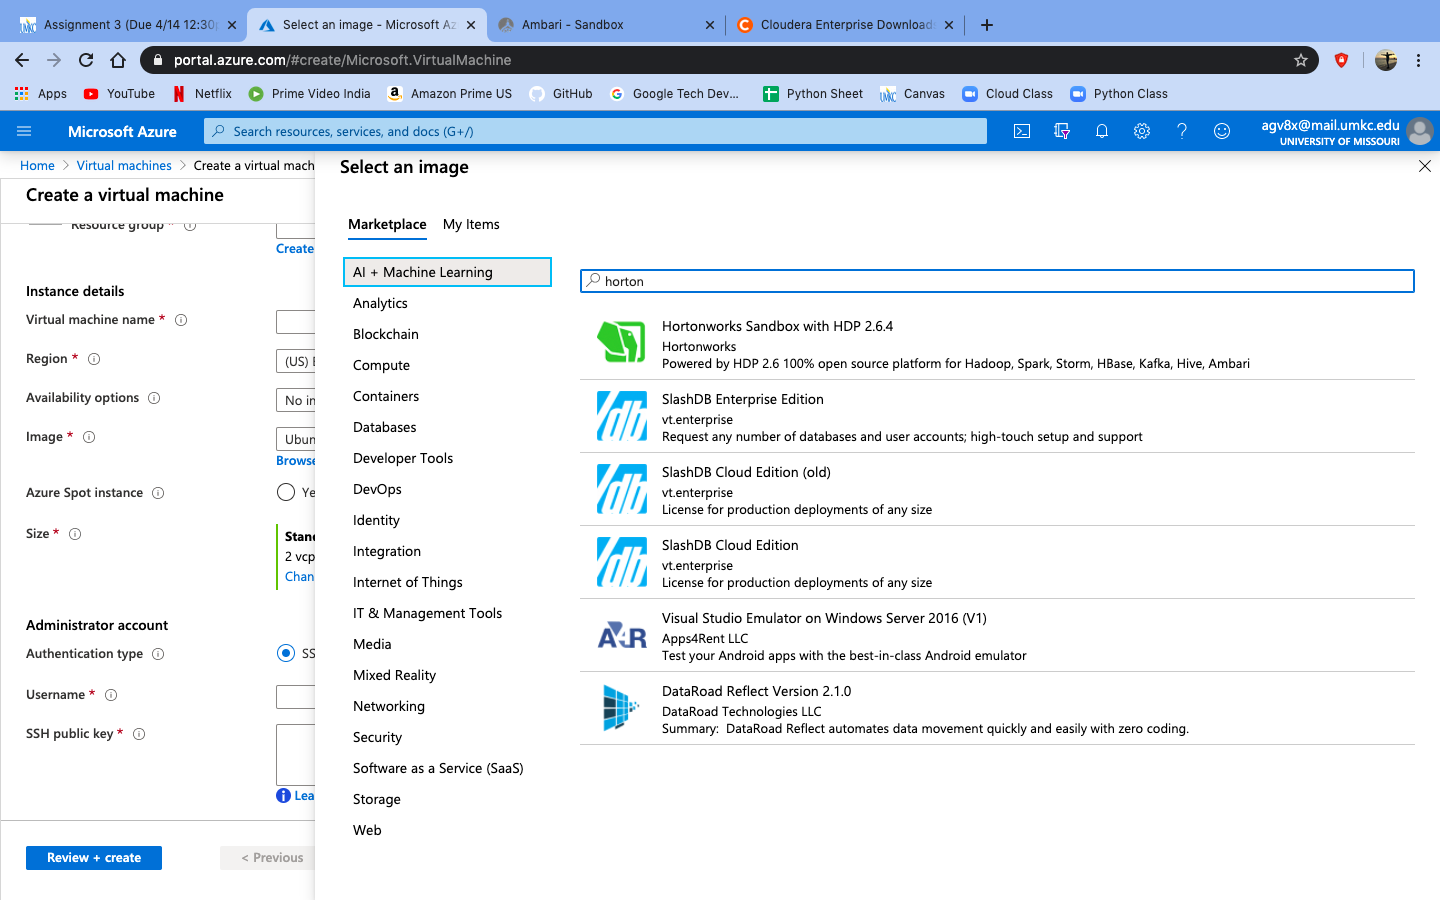 Assignment 3 (Due 4/14 12:30p
Select an image - Microsoft Az
Ambari - Sandbox
Cloudera Enterprise Download
portal.azure.com/#create/Microsoft.VirtualMachine
Apps
YouTube
Netflix
Prime Video India
Amazon Prime US
GitHub
Google Tech Dev...
Python Sheet
Canvas
Cloud Class
Python Class
Microsoft Azure
Search resources, services, and docs (G+/)
agv8x@mail.umkc.edu
UNIVERSITY OF MISSOURI
Home > Virtual machines > Create a virtual mach
Create a virtual machine
Resource group *
Create
Instance details
Virtual machine name *
Region *
(US) E
Availability options
No in
Image *
Ubun
Browse
Azure Spot instance
Ye
Size *
Stand
2 vcp
Chan
Administrator account
Authentication type
SS
Username *
SSH public key *
Lea
Review + create
< Previous
Select an image
Marketplace
My Items
AI + Machine Learning
Analytics
Blockchain
Compute
Containers
Databases
Developer Tools
DevOps
Identity
Integration
Internet of Things
IT & Management Tools
Media
Mixed Reality
Networking
Security
Software as a Service (SaaS)
Storage
Web
horton
Hortonworks Sandbox with HDP 2.6.4
Hortonworks
Powered by HDP 2.6 100% open source platform for Hadoop, Spark, Storm, HBase, Kafka, Hive, Ambari
SlashDB Enterprise Edition
vt.enterprise
Request any number of databases and user accounts; high-touch setup and support
SlashDB Cloud Edition (old)
vt.enterprise
License for production deployments of any size
SlashDB Cloud Edition
vt.enterprise
License for production deployments of any size
A4R
Visual Studio Emulator on Windows Server 2016 (V1)
Apps4Rent LLC
Test your Android apps with the best-in-class Android emulator
DataRoad Reflect Version 2.1.0
DataRoad Technologies LLC
Summary: DataRoad Reflect automates data movement quickly and easily with zero coding.